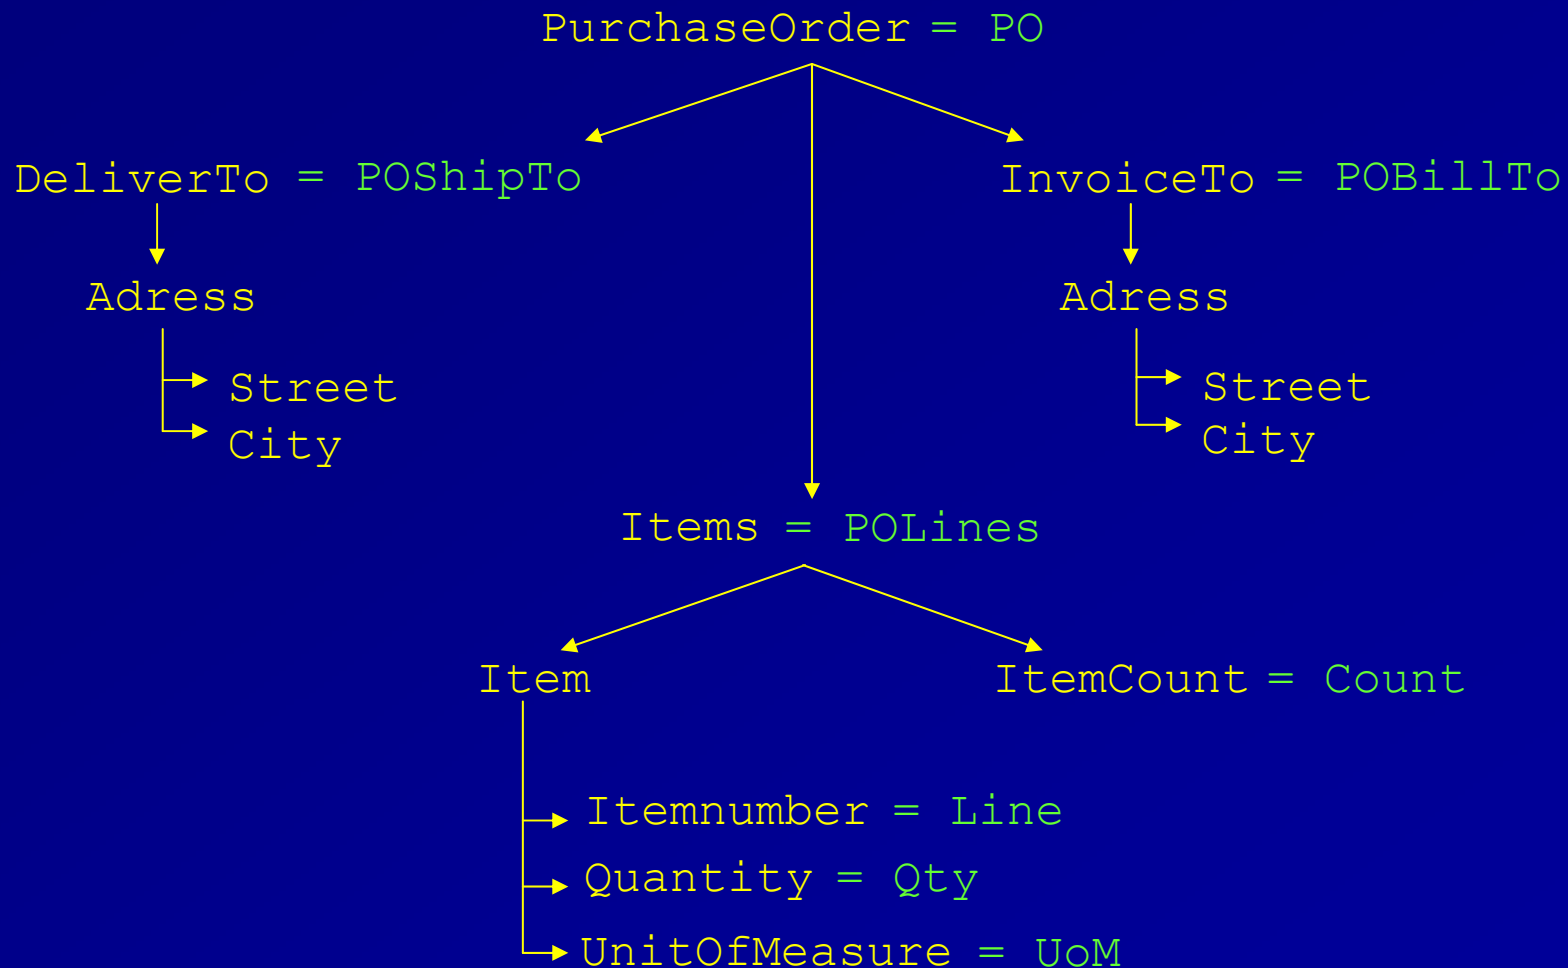 PurchaseOrder = PO
DeliverTo = POShipTo
InvoiceTo = POBillTo
Adress
Adress
Street
City
Street
City
Items = POLines
Item
ItemCount = Count
Itemnumber = Line
Quantity = Qty
UnitOfMeasure = UoM